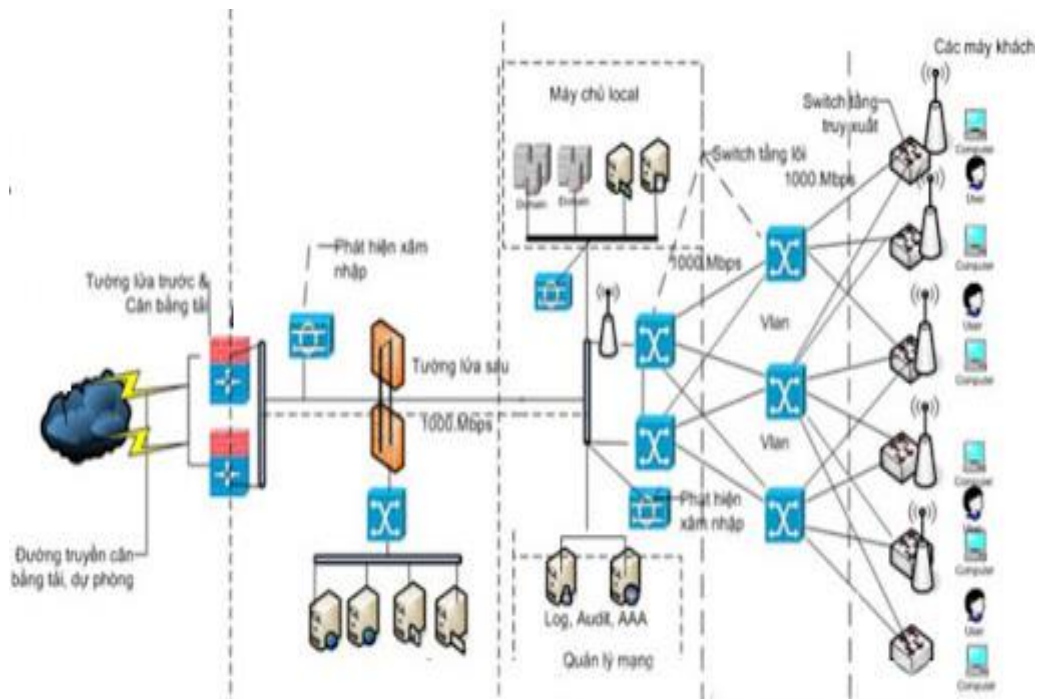 Các máy khách
Máy chủ local
Switch tầng
truy xuất
Switch tầng lõi
1000.Mbps
Computer
User
Domain
Domain
Phát hiện xâm
nhập
1000.Mbps
Tường lửa trước &
Cân bằng tải
Computer
Vlan
User
Tường lửa sau
Computer
1000.Mbps
Vlan
Computer
Phát hiện
xâm nhập
User
Đường truyền cân
bằng tải, dự phòng
Computer
Log, Audit, AAA
User
Quản lý mạng
Computer